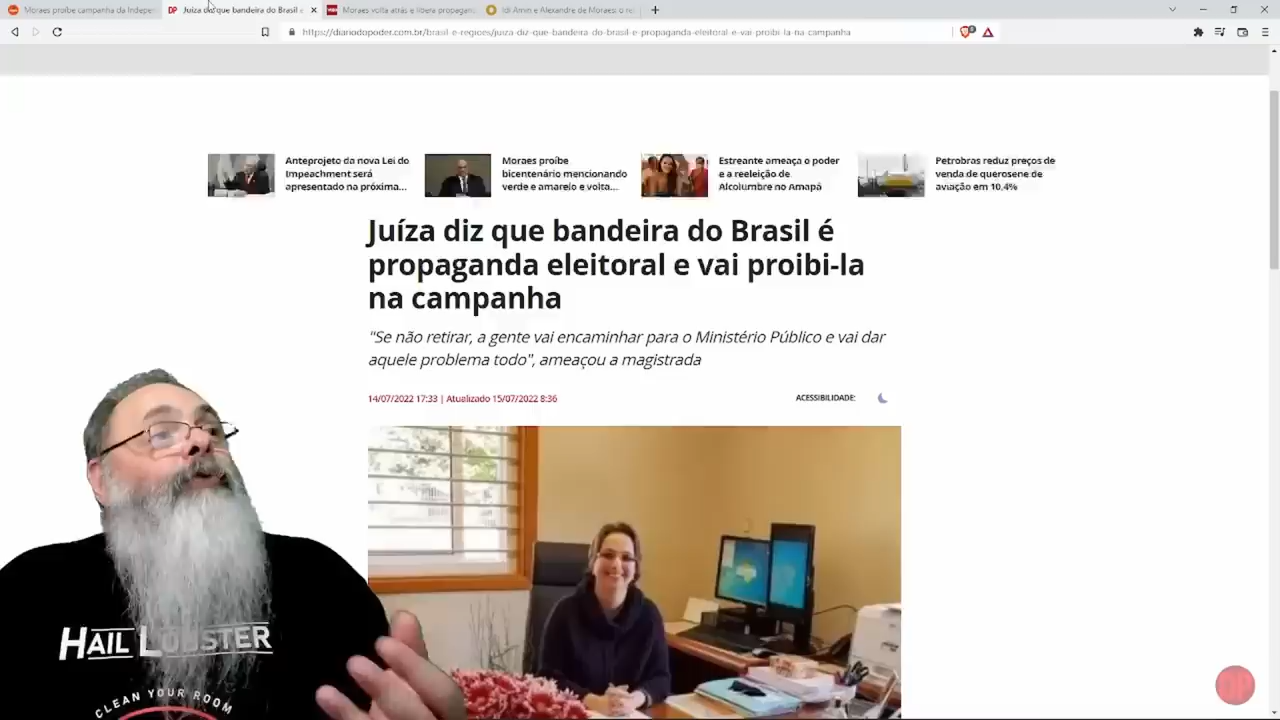 Moraes proíbe campanha da Indepen
Juíza diz que bandeira do Brasil é
Moraes volta atrás e libera propagan
Idi Amin e Alexandre de Moraes: o re
https://diariodopoder.com.br/brasil-e-regioes/juiza-diz-que-bandeira-do-brasil-e-propaganda-eleitoral-e-vai-proibi-la-na-campanha
Anteprojeto da nova Lei do
Impeachment será
apresentado na próxima...
Moraes proíbe
bicentenário mencionando
verde e amarelo e volta...
Estreante ameaça o poder
e a reeleição de
Alcolumbre no Amapá
Petrobras reduz preços de
venda de querosene de
aviação em 10,4%
Juíza diz que bandeira do Brasil é
propaganda eleitoral e vai proibi-la
na campanha
"Se não retirar, a gente vai encaminhar para o Ministério Público e vai dar
aquele problema todo", ameaçou a magistrada
14/07/2022 17:33 | Atualizado 15/07/2022 8:36
ACESSIBILIDADE:
HAIL LOBSTER
CLEAN YOUR ROOM